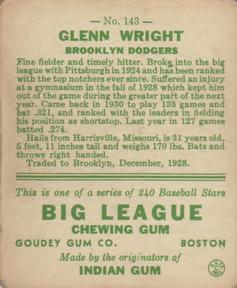 — No. 143 —
GLENN WRIGHT
BROOKLYN DODGERS
Fine fielder and timely hitter. Broke into the big
league with Pittsburgh in 1924 and has been ranked
with the top notchers ever since. Suffered an injury
at a gymnasium in the fall of 1928 which kept him
out of the game during the greater part of the next
year. Came back in 1930 to play 135 games and
bat .321, and ranked with the leaders in fielding
his position as shortstop. Last year in 127 games
batted .274.
Hails from Harrisville, Missouri, is 31 years old,
5 feet, 11 inches tall and weighs 170 lbs. Bats and
throws right handed.
Traded to Brooklyn, December, 1928.
This is one of a series of 240 Baseball Stars
BIG LEAGUE
CHEWING GUM
GOUDEY GUM CO. BOSTON
Made by the originators of
INDIAN GUM